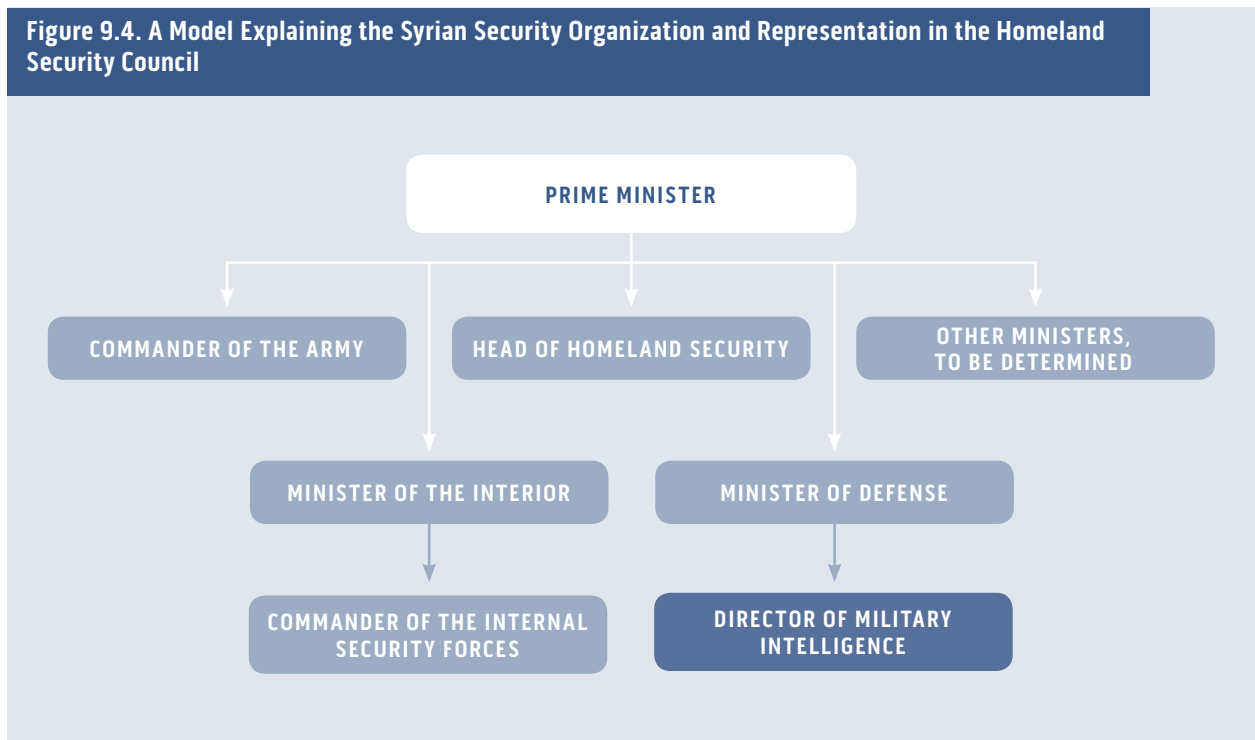 Figure 9.4. A Model Explaining the Syrian Security Organization and Representation in the Homeland
Security Council
PRIME MINISTER
COMMANDER OF THE ARMY
HEAD OF HOMELAND SECURITY
OTHER MINISTERS,
TO BE DETERMINED
MINISTER OF THE INTERIOR
MINISTER OF DEFENSE
COMMANDER OF THE INTERNAL
SECURITY FORCES
DIRECTOR OF MILITARY
INTELLIGENCE